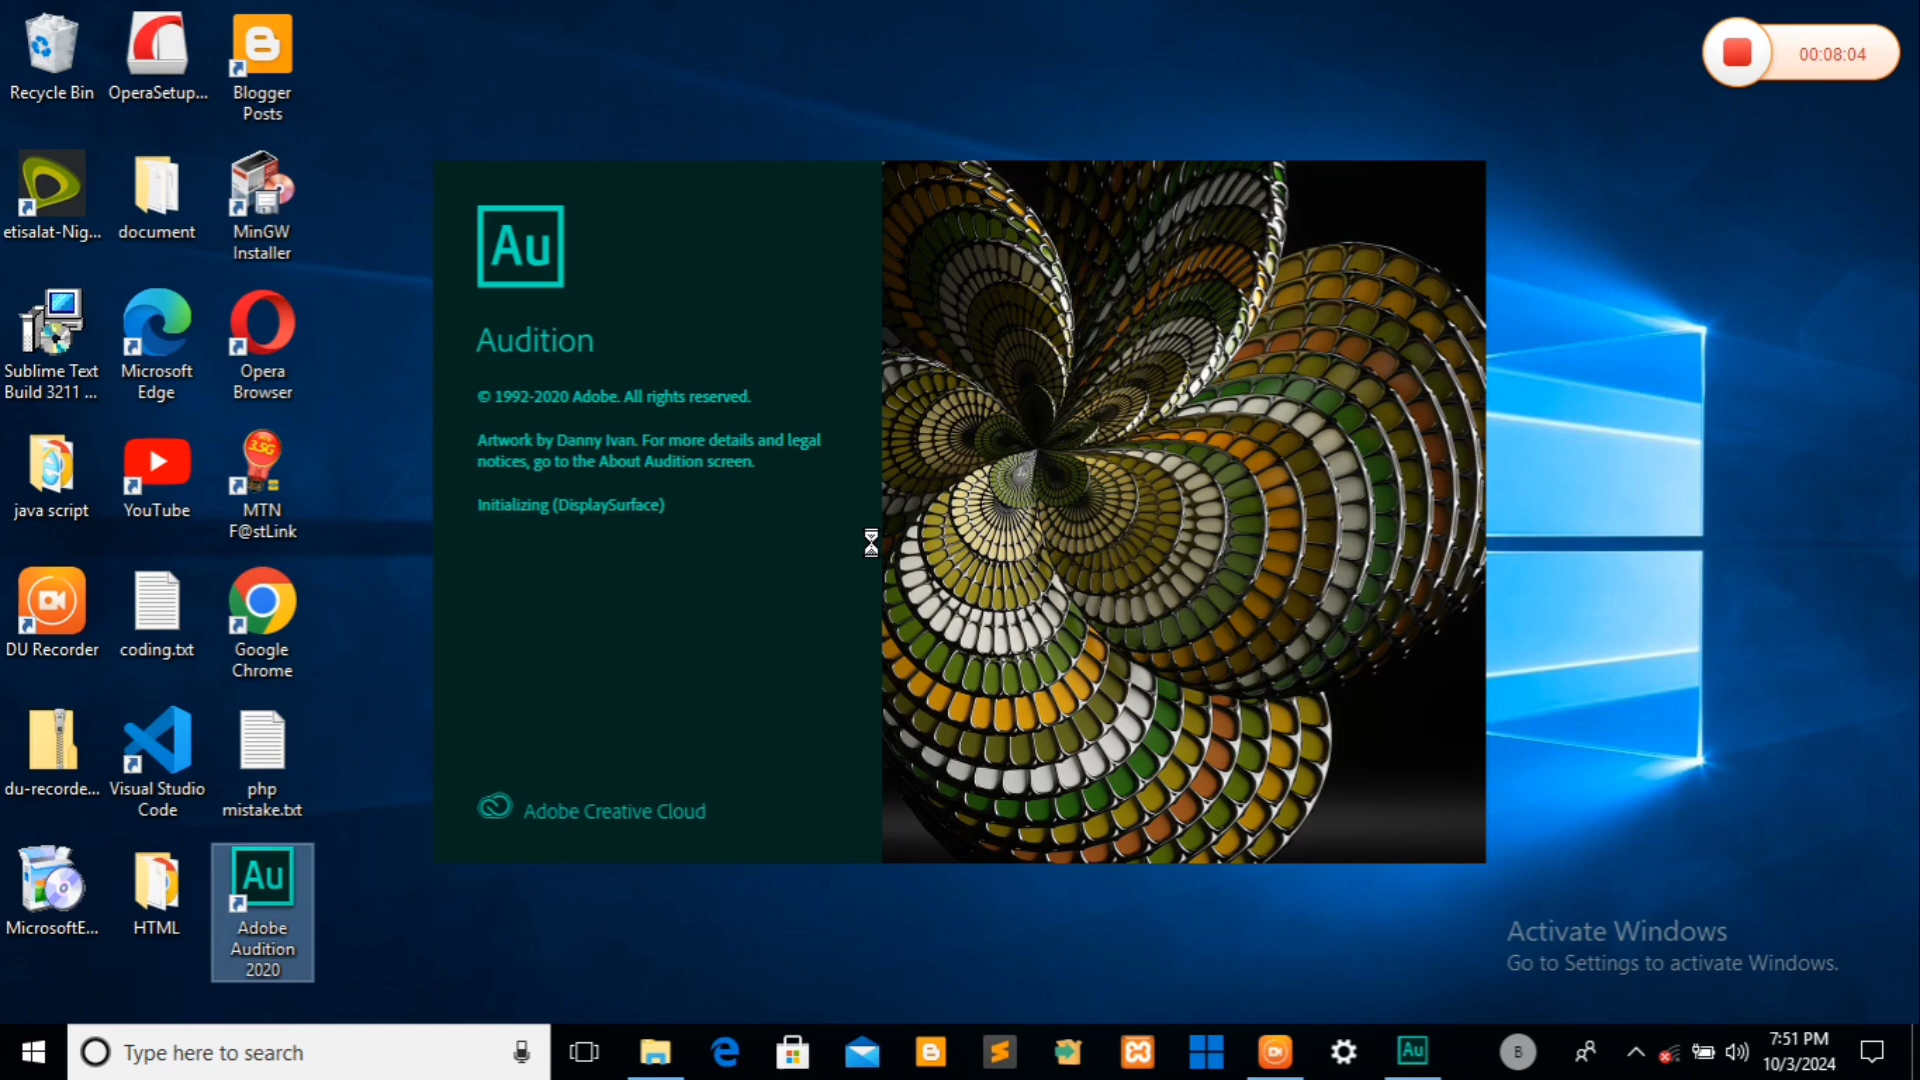 Recycle Bin
OperaSetup...
Blogger
Posts
00:08:04
etisalat-Nig...
document
MinGW
Installer
Au
Audition
Sublime Text
Build 3211 ...
Microsoft
Edge
Opera
Browser
© 1992-2020 Adobe. All rights reserved.
Artwork by Danny Ivan. For more details and legal
notices, go to the About Audition screen.
Initializing (DisplaySurface)
java script
YouTube
3.5G
MTN
F@stLink
DU Recorder
coding.txt
Google
Chrome
du-recorde...
Visual Studio
Code
php
mistake.txt
Adobe Creative Cloud
MicrosoftE...
HTML
Au
Adobe
Audition
2020
Activate Windows
Go to Settings to activate Windows.
Type here to search
Au
B
7:51 PM
10/3/2024